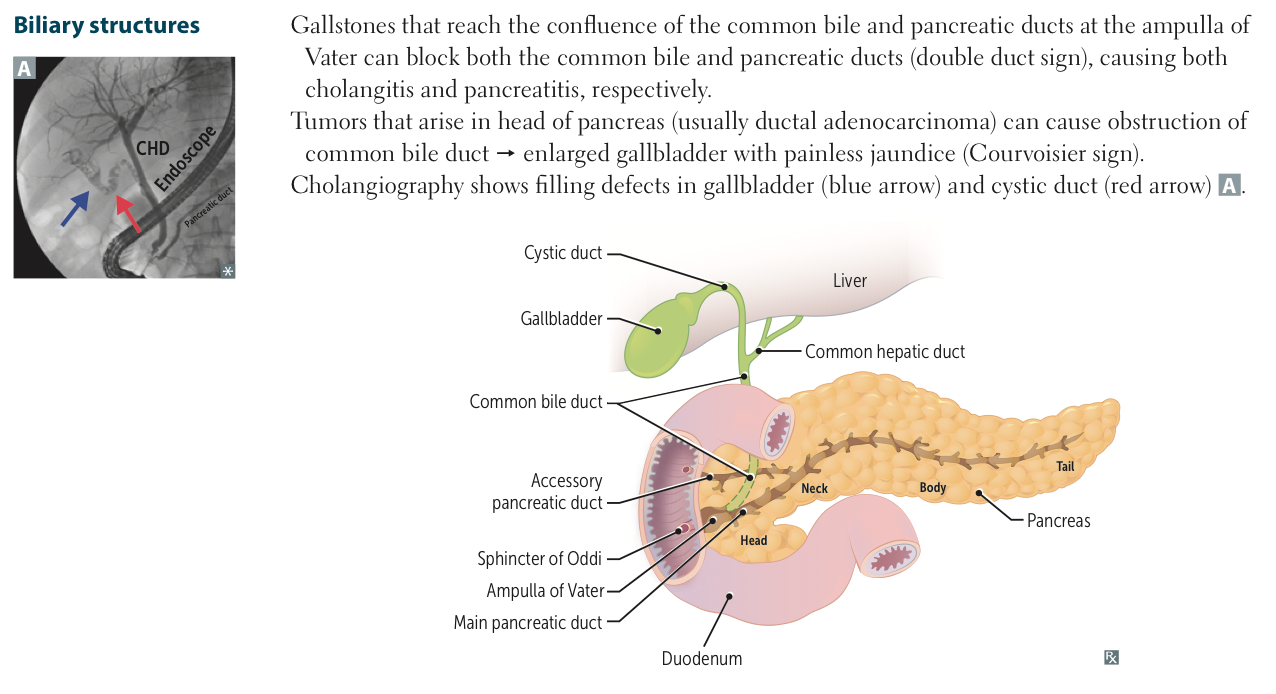 Biliary structures
A
CHD
Endoscope
Pancreatic duct
*
Gallstones that reach the confluence of the common bile and pancreatic ducts at the ampulla of
Vater can block both the common bile and pancreatic ducts (double duct sign), causing both
cholangitis and pancreatitis, respectively.
Tumors that arise in head of pancreas (usually ductal adenocarcinoma) can cause obstruction of
common bile duct → enlarged gallbladder with painless jaundice (Courvoisier sign).
Cholangiography shows filling defects in gallbladder (blue arrow) and cystic duct (red arrow) A.
Cystic duct
Liver
Gallbladder
Common hepatic duct
Common bile duct
Tail
Accessory
pancreatic duct
Neck
Body
Pancreas
Head
Sphincter of Oddi
Ampulla of Vater
Main pancreatic duct
Duodenum
Rx